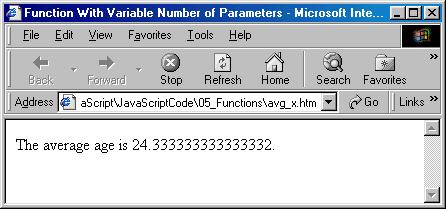 Function With Variable Number of Parameters - Microsoft Inte...
File Edit View Favorites Tools Help
Back Forward Stop Refresh Home Search Favorites »
Address aScript\JavaScriptCode\05_Functions\avg_x.htm Go Links »
The average age is 24.333333333333332.